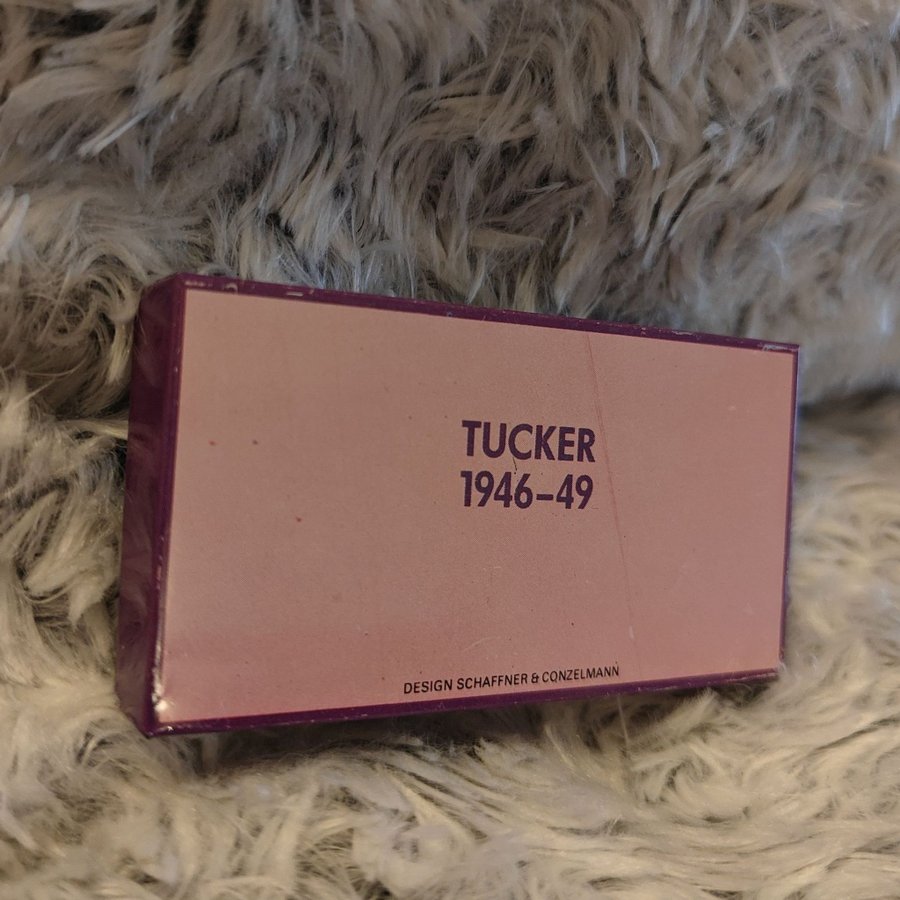 TUCKER
1946–49
DESIGN SCHAFFNER & CONZELMANN